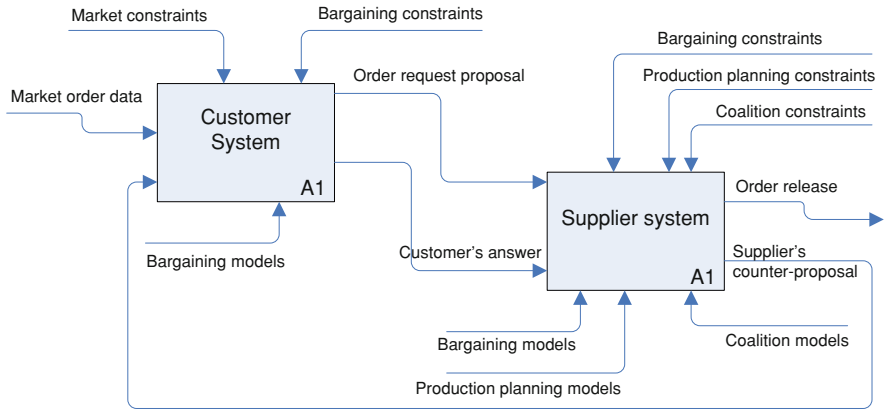 Market constraints
Bargaining constraints
Bargaining constraints
Order request proposal
Production planning constraints
Market order data
Coalition constraints
Customer
System
A1
Order release
Supplier system
Customer's answer
Supplier's
counter-proposal
Bargaining models
A1
Bargaining models
Coalition models
Production planning models